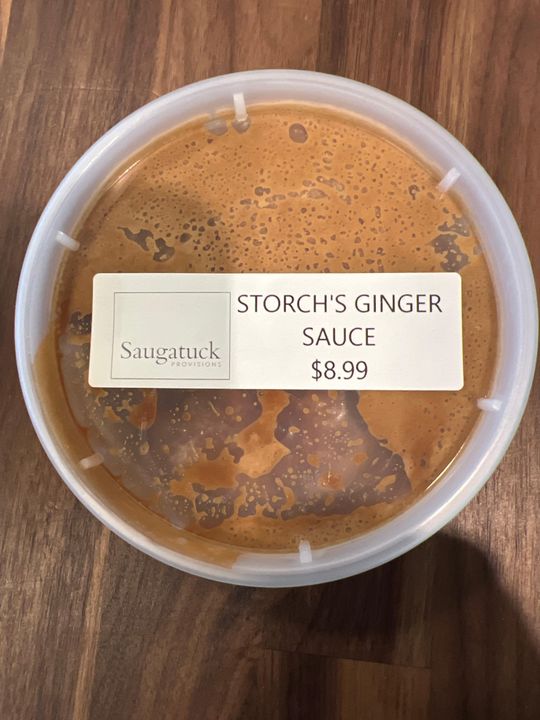 Saugatuck
PROVISIONS
STORCH'S GINGER
SAUCE
$8.99